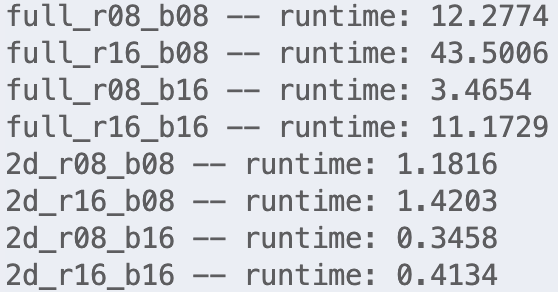 full_r08_b08 -- runtime: 12.2774
full_r16_b08 -- runtime: 43.5006
full_r08_b16 -- runtime: 3.4654
full_r16_b16 -- runtime: 11.1729
2d_r08_b08 -- runtime: 1.1816
2d_r16_b08 -- runtime: 1.4203
2d_r08_b16 -- runtime: 0.3458
2d_r16_b16 -- runtime: 0.4134